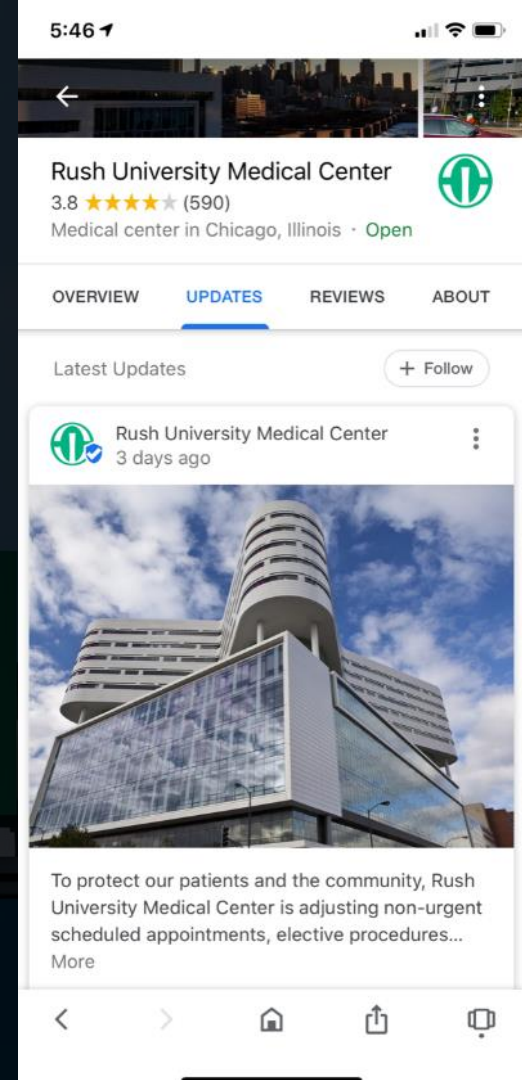 5:46
Rush University Medical Center
3.8 (590)
Medical center in Chicago, Illinois · Open
OVERVIEW UPDATES REVIEWS ABOUT
Latest Updates + Follow
Rush University Medical Center
3 days ago
To protect our patients and the community, Rush
University Medical Center is adjusting non-urgent
scheduled appointments, elective procedures...
More